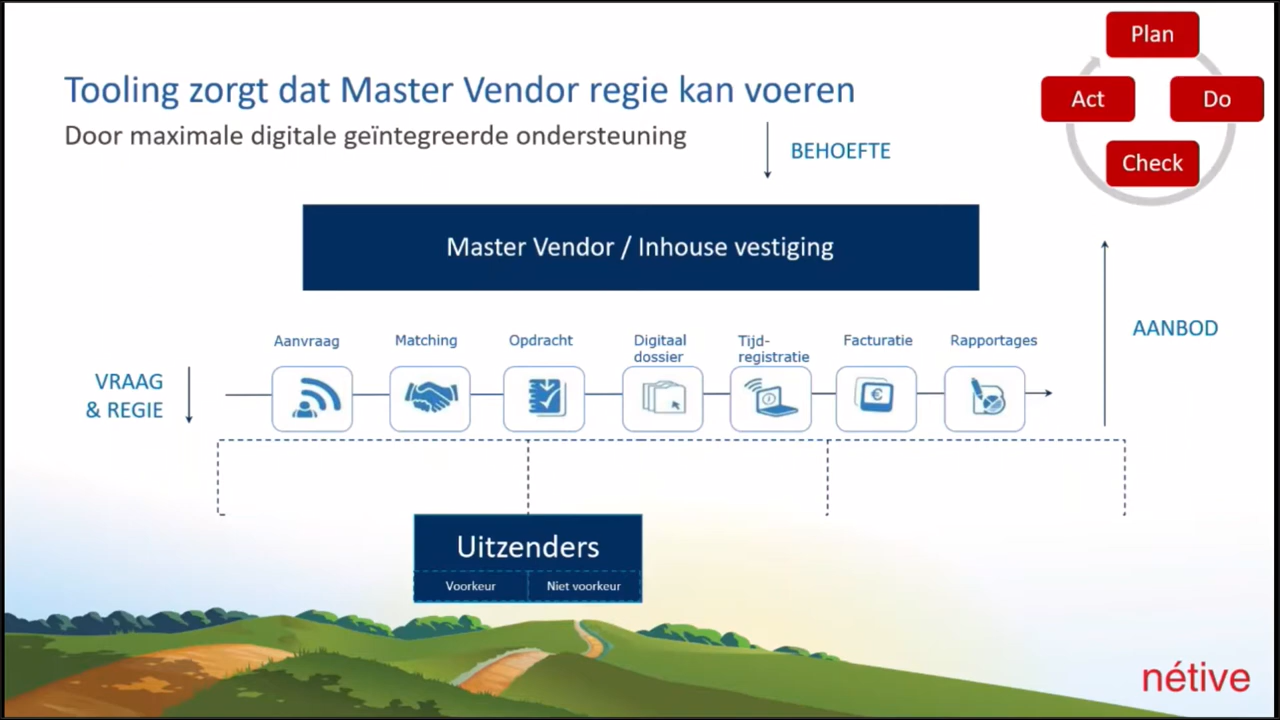 Plan
Act
Do
Check
Tooling zorgt dat Master Vendor regie kan voeren
Door maximale digitale geïntegreerde ondersteuning
BEHOEFTE
Master Vendor / Inhouse vestiging
AANBOD
VRAAG
& REGIE
Aanvraag
Matching
Opdracht
Digitaal
dossier
Tijd-
registratie
Facturatie
Rapportages
€
Uitzenders
Voorkeur
Niet voorkeur
nétive